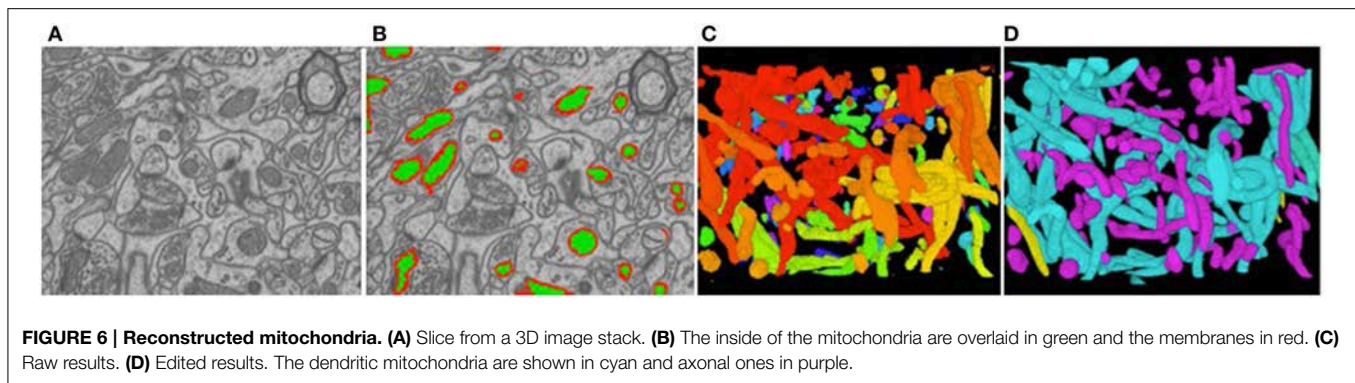 A B C D
FIGURE 6 | Reconstructed mitochondria. (A) Slice from a 3D image stack. (B) The inside of the mitochondria are overlaid in green and the membranes in red. (C)
Raw results. (D) Edited results. The dendritic mitochondria are shown in cyan and axonal ones in purple.